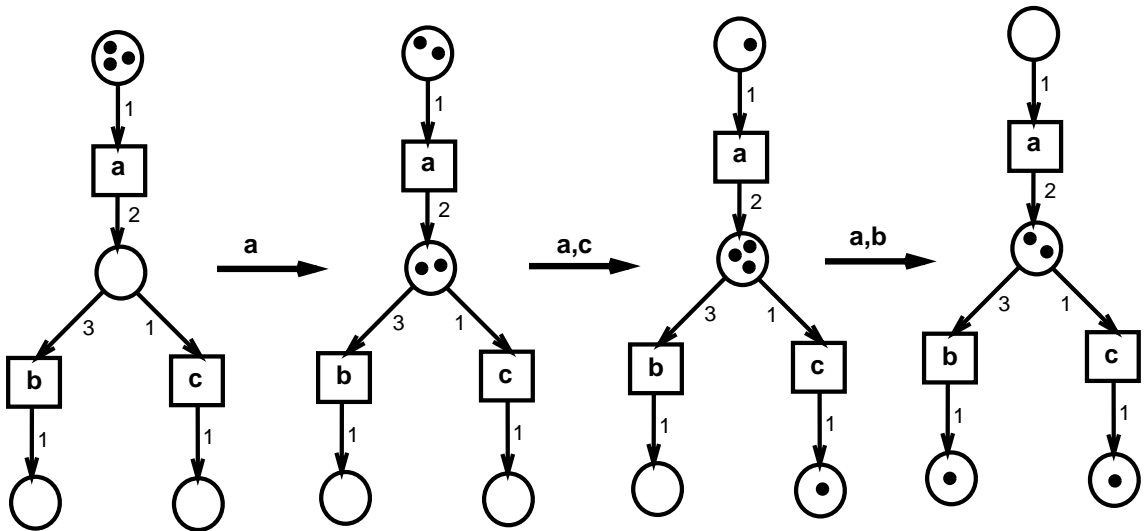 1 1 1 1
a a a a
2 2 2 2
a a,c a,b
3 1 3 1 3 1 3 1
b c b c b c b c
1 1 1 1 1 1 1 1